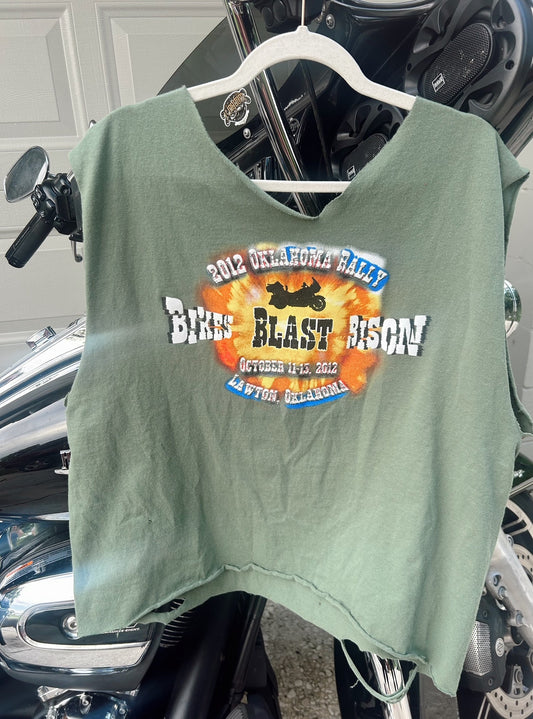 2012 OKLAHOMA RALLY
BIKES BLAST BISON
OCTOBER 11-13, 2012
LAWTON, OKLAHOMA